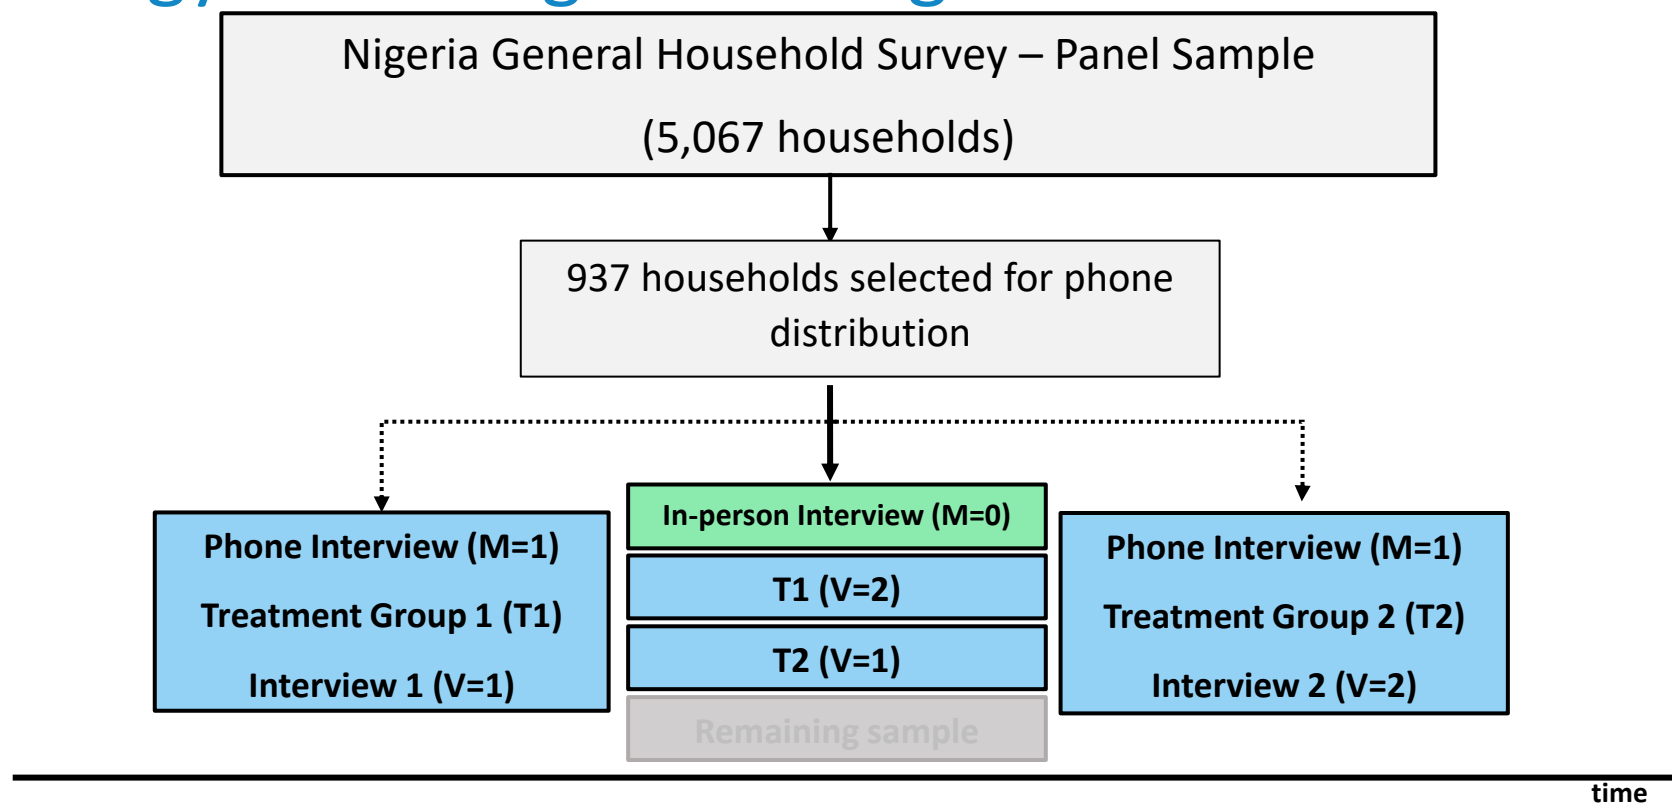 Nigeria General Household Survey – Panel Sample
(5,067 households)
937 households selected for phone
distribution
Phone Interview (M=1)
Treatment Group 1 (T1)
Interview 1 (V=1)
In-person Interview (M=0)
T1 (V=2)
T2 (V=1)
Remaining sample
Phone Interview (M=1)
Treatment Group 2 (T2)
Interview 2 (V=2)
time